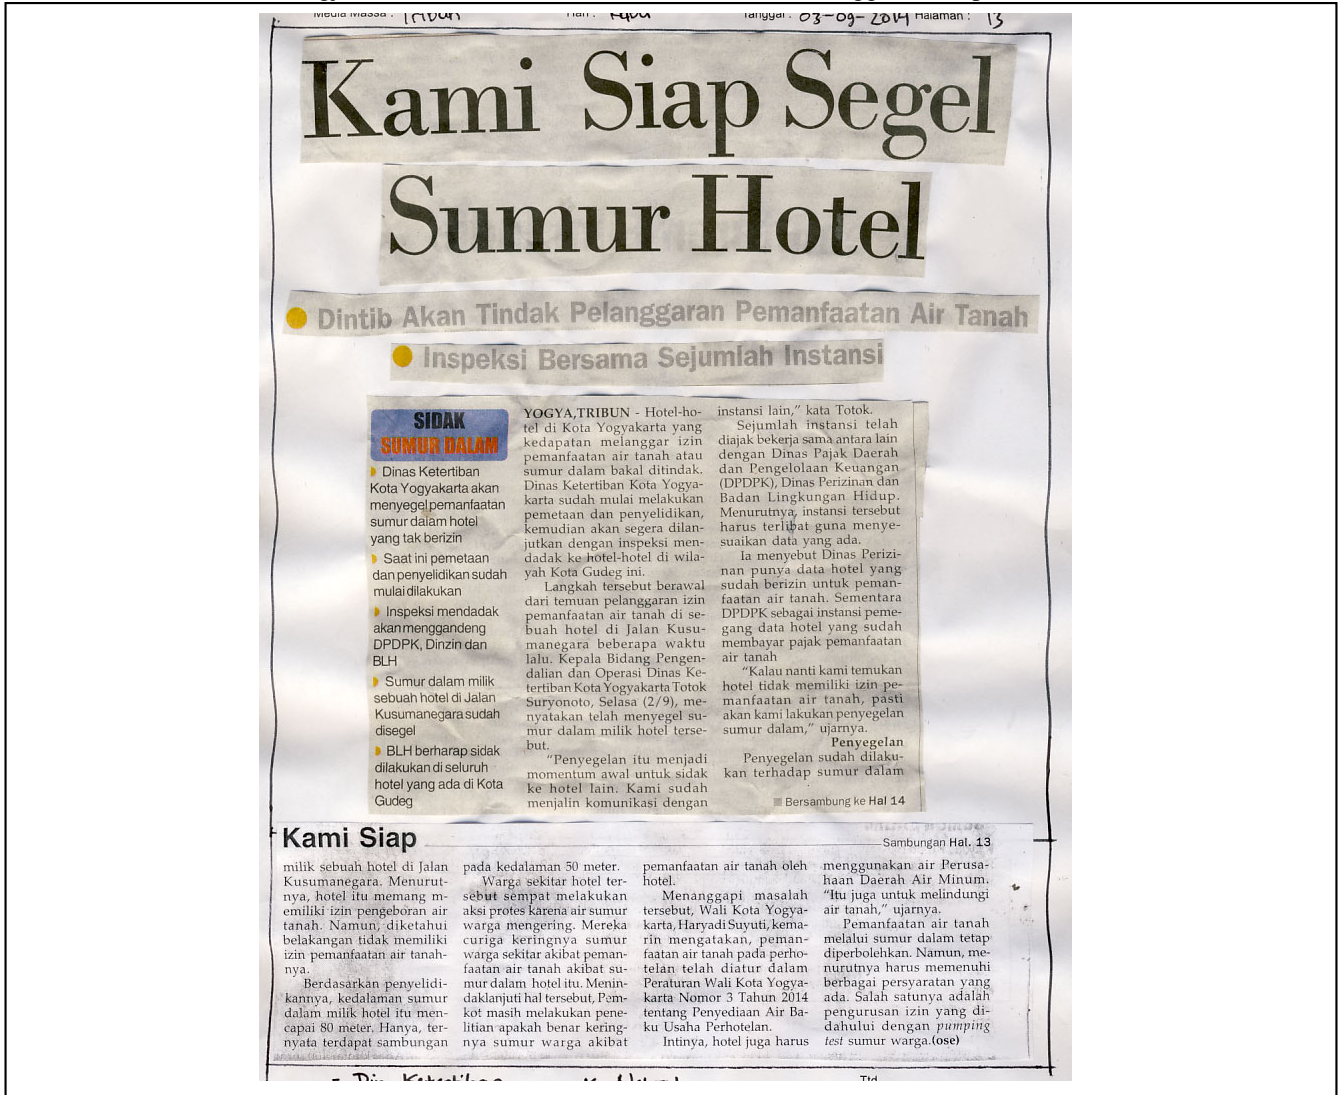 Media Massa : Tribun Hari : Rabu Tanggal : 03-09-2014 Halaman : 13
Kami Siap Segel
Sumur Hotel
Dintib Akan Tindak Pelanggaran Pemanfaatan Air Tanah
Inspeksi Bersama Sejumlah Instansi
SIDAK
SUMUR DALAM
Dinas Ketertiban
Kota Yogyakarta akan
menyegel pemanfaatan
sumur dalam hotel
yang tak berizin
Saat ini pemetaan
dan penyelidikan sudah
mulai dilakukan
Inspeksi mendadak
akan menggandeng
DPDPK, Dinzin dan
BLH
Sumur dalam milik
sebuah hotel di Jalan
Kusumanegara sudah
disegel
BLH berharap sidak
dilakukan di seluruh
hotel yang ada di Kota
Gudeg
YOGYA,TRIBUN - Hotel-ho-
tel di Kota Yogyakarta yang
kedapatan melanggar izin
pemanfaatan air tanah atau
sumur dalam bakal ditindak.
Dinas Ketertiban Kota Yogya-
karta sudah mulai melakukan
pemetaan dan penyelidikan,
kemudian akan segera dilan-
jutkan dengan inspeksi men-
dadak ke hotel-hotel di wila-
yah Kota Gudeg ini.
Langkah tersebut berawal
dari temuan pelanggaran izin
pemanfaatan air tanah di se-
buah hotel di Jalan Kusu-
manegara beberapa waktu
lalu. Kepala Bidang Pengen-
dalian dan Operasi Dinas Ke-
tertiban Kota Yogyakarta Totok
Suryonoto, Selasa (2/9), me-
nyatakan telah menyegel su-
mur dalam milik hotel terse-
but.
"Penyegelan itu menjadi
momentum awal untuk sidak
ke hotel lain. Kami sudah
menjalin komunikasi dengan
instansi lain," kata Totok.
Sejumlah instansi telah
diajak bekerja sama antara lain
dengan Dinas Pajak Daerah
dan Pengelolaan Keuangan
(DPDPK), Dinas Perizinan dan
Badan Lingkungan Hidup.
Menurutnya, instansi tersebut
harus terlibat guna menye-
suaikan data yang ada.
Ia menyebut Dinas Perizi-
nan punya data hotel yang
sudah berizin untuk peman-
faatan air tanah. Sementara
DPDPK sebagai instansi peme-
gang data hotel yang sudah
membayar pajak pemanfaatan
air tanah
"Kalau nanti kami temukan
hotel tidak memiliki izin pe-
manfaatan air tanah, pasti
akan kami lakukan penyegelan
sumur dalam," ujarnya.
Penyegelan
Penyegelan sudah dilaku-
kan terhadap sumur dalam
Bersambung ke Hal 14
Kami Siap
Sambungan Hal. 13
milik sebuah hotel di Jalan
Kusumanegara. Menurut-
nya, hotel itu memang m-
emiliki izin pengeboran air
tanah. Namun, diketahui
belakangan tidak memiliki
izin pemanfaatan air tanah-
nya.
Berdasarkan penyelidi-
kannya, kedalaman sumur
dalam milik hotel itu men-
capai 80 meter. Hanya, ter-
nyata terdapat sambungan
pada kedalaman 50 meter.
Warga sekitar hotel ter-
sebut sempat melakukan
aksi protes karena air sumur
warga mengering. Mereka
curiga keringnya sumur
warga sekitar akibat peman-
faatan air tanah akibat su-
mur dalam hotel itu. Menin-
daklanjuti hal tersebut, Pem-
kot masih melakukan pene-
litian apakah benar kering-
nya sumur warga akibat
pemanfaatan air tanah oleh
hotel.
Menanggapi masalah
tersebut, Wali Kota Yogya-
karta, Haryadi Suyuti, kema-
rin mengatakan, peman-
faatan air tanah pada perho-
telan telah diatur dalam
Peraturan Wali Kota Yogya-
karta Nomor 3 Tahun 2014
tentang Penyediaan Air Ba-
ku Usaha Perhotelan.
Intinya, hotel juga harus
menggunakan air Perusa-
haan Daerah Air Minum.
"Itu juga untuk melindungi
air tanah," ujarnya.
Pemanfaatan air tanah
melalui sumur dalam tetap
diperbolehkan. Namun, me-
nurutnya harus memenuhi
berbagai persyaratan yang
ada. Salah satunya adalah
pengurusan izin yang di-
dahului dengan pumping
test sumur warga.(ose)
Din Ketertiban
Ttd